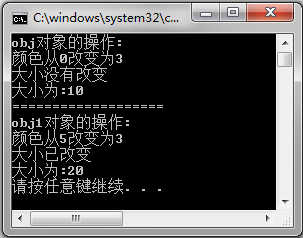 C:\windows\system32\c...
obj对象的操作:
颜色从0改变为3
大小没有改变
大小为:10
===================
obj1对象的操作:
颜色从5改变为3
大小已改变
大小为:20
请按任意键继续. . .